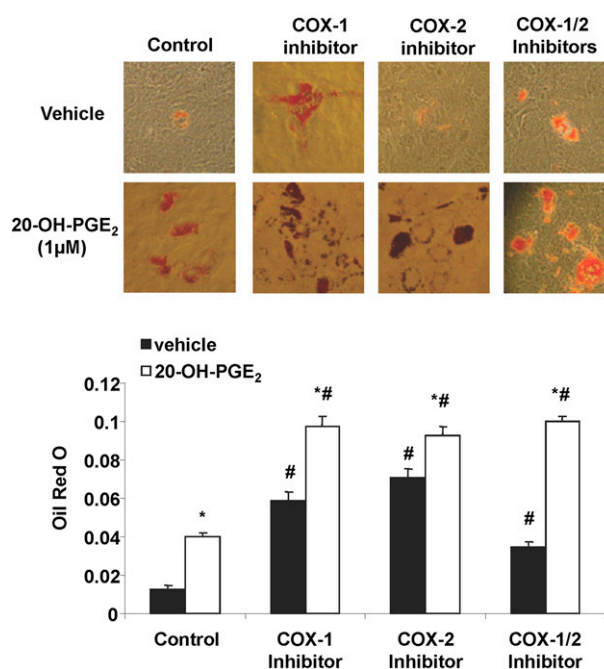 Control
COX-1
inhibitor
COX-2
inhibitor
COX-1/2
Inhibitors
Vehicle
20-OH-PGE₂
(1µM)
vehicle
20-OH-PGE₂
Oil Red O
0.12
0.1
0.08
0.06
0.04
0.02
0
*
#
*#
#
*#
#
*#
Control
COX-1
Inhibitor
COX-2
Inhibitor
COX-1/2
Inhibitor